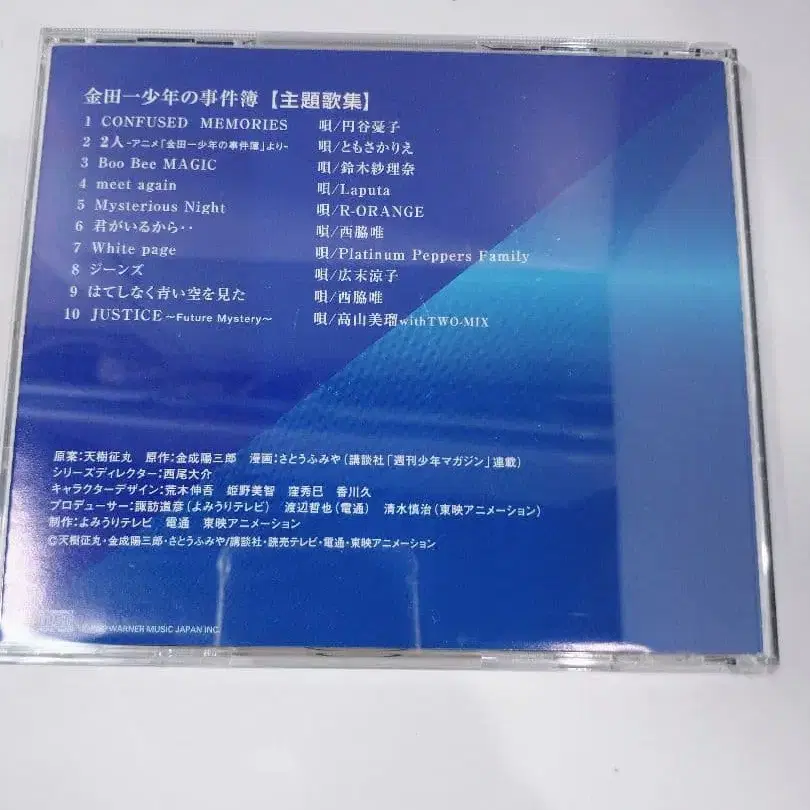 金田一少年の事件簿【主題歌集】
1 CONFUSED MEMORIES 唄/円谷憂子
2 2人-アニメ「金田一少年の事件簿」より- 唄/ともさかりえ
3 Boo Bee MAGIC 唄/鈴木紗理奈
4 meet again 唄/Laputa
5 Mysterious Night 唄/R-ORANGE
6 君がいるから・・ 唄/西脇唯
7 White page 唄/Platinum Peppers Family
8 ジーンズ 唄/広末涼子
9 はてしなく青い空を見た 唄/西脇唯
10 JUSTICE～Future Mystery～ 唄/高山美瑠withTWO-MIX
原案:天樹征丸 原作:金成陽三郎 漫画:さとうふみや(講談社「週刊少年マガジン」連載)
シリーズディレクター:西尾大介
キャラクターデザイン:荒木伸吾 姫野美智 窪秀巳 香川久
プロデューサー:諏訪道彦(よみうりテレビ) 渡辺哲也(電通) 清水慎治(東映アニメーション)
制作:よみうりテレビ 電通 東映アニメーション
©天樹征丸・金成陽三郎・さとうふみや/講談社・読売テレビ・電通・東映アニメーション
WARNER MUSIC JAPAN INC.